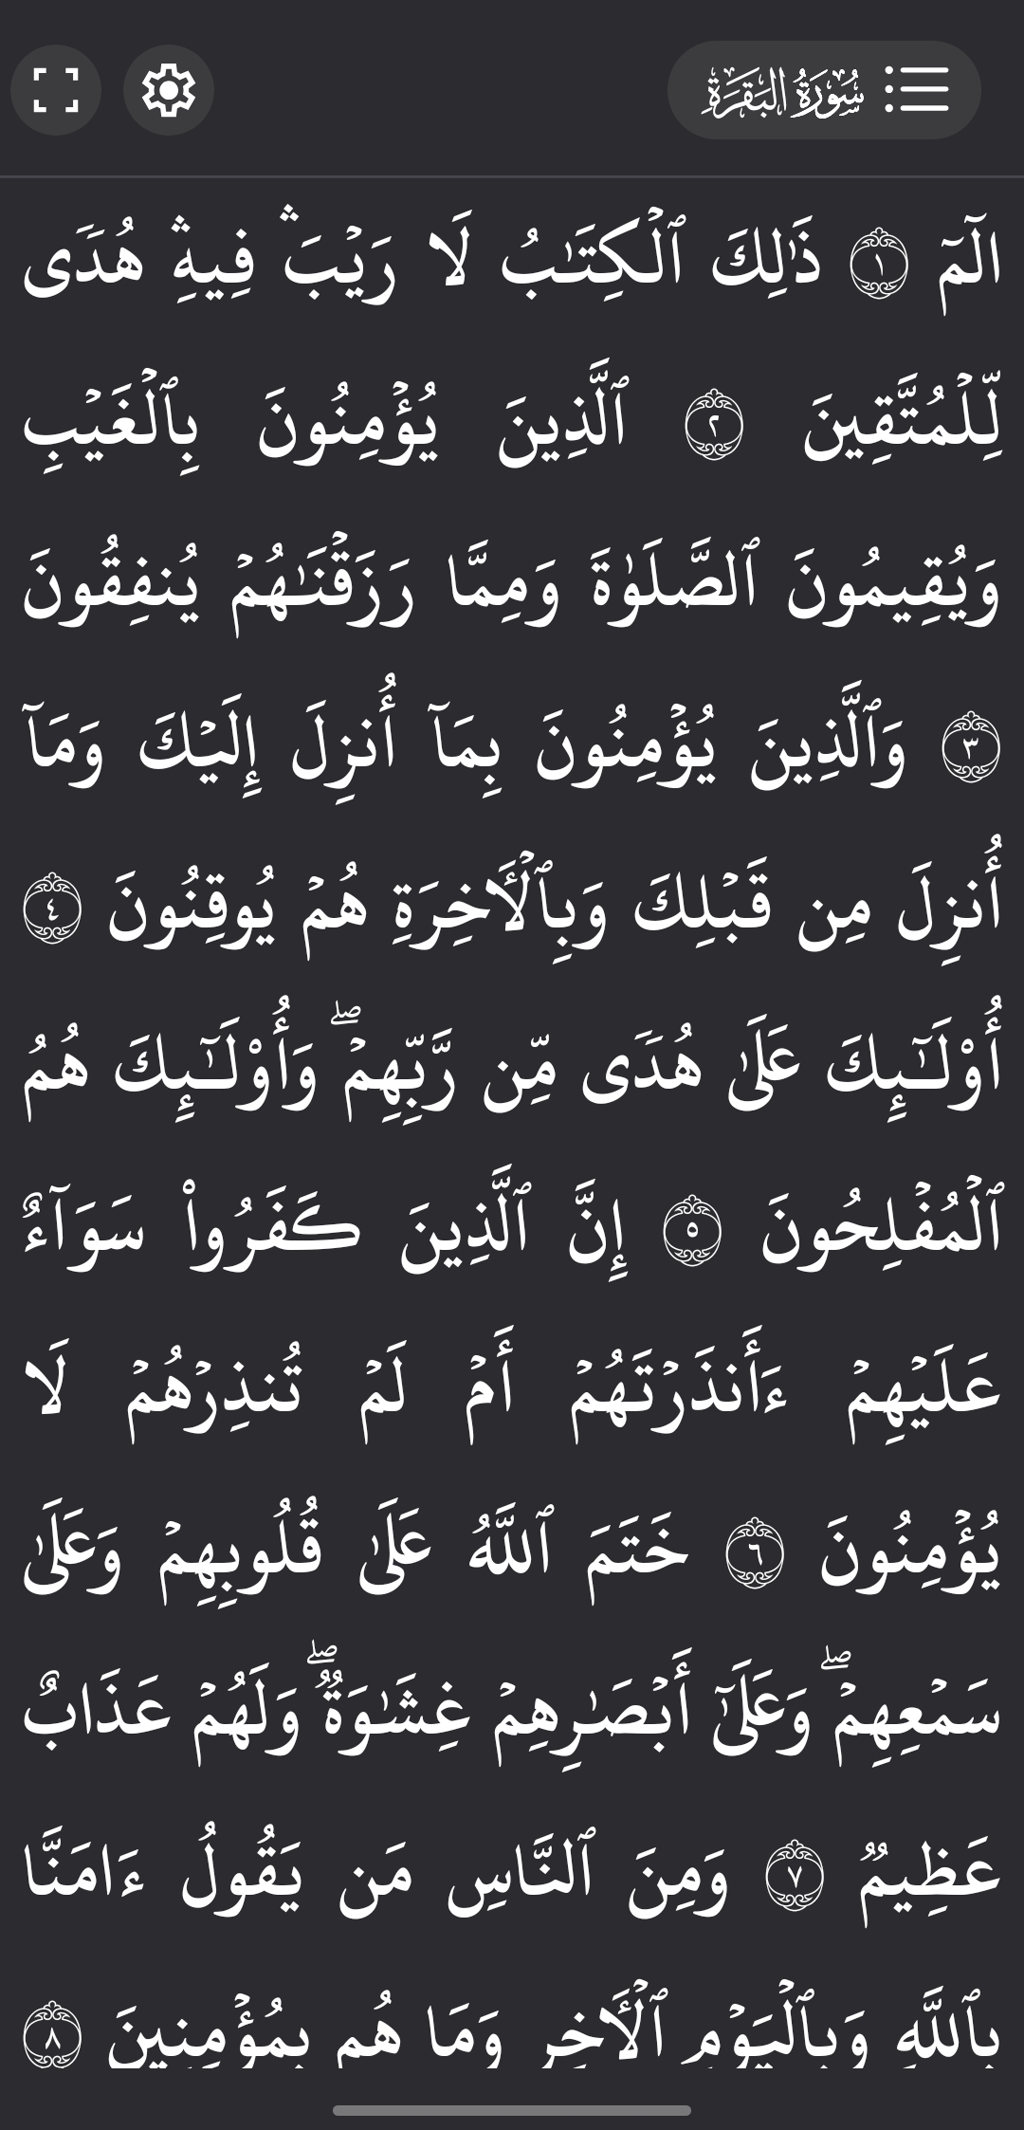 سُورَةُ البَقَرَةِ
الٓمٓ ١ ذَٰلِكَ ٱلۡكِتَٰبُ لَا رَيۡبَۛ فِيهِۛ هُدٗى
لِّلۡمُتَّقِينَ ٢ ٱلَّذِينَ يُؤۡمِنُونَ بِٱلۡغَيۡبِ
وَيُقِيمُونَ ٱلصَّلَوٰةَ وَمِمَّا رَزَقۡنَٰهُمۡ يُنفِقُونَ
٣ وَٱلَّذِينَ يُؤۡمِنُونَ بِمَآ أُنزِلَ إِلَيۡكَ وَمَآ
أُنزِلَ مِن قَبۡلِكَ وَبِٱلۡأٓخِرَةِ هُمۡ يُوقِنُونَ ٤
أُوْلَٰٓئِكَ عَلَىٰ هُدٗى مِّن رَّبِّهِمۡۖ وَأُوْلَٰٓئِكَ هُمُ
ٱلۡمُفۡلِحُونَ ٥ إِنَّ ٱلَّذِينَ كَفَرُواْ سَوَآءٌ
عَلَيۡهِمۡ ءَأَنذَرۡتَهُمۡ أَمۡ لَمۡ تُنذِرۡهُمۡ لَا
يُؤۡمِنُونَ ٦ خَتَمَ ٱللَّهُ عَلَىٰ قُلُوبِهِمۡ وَعَلَىٰ
سَمۡعِهِمۡۖ وَعَلَىٰٓ أَبۡصَٰرِهِمۡ غِشَٰوَةٞۖ وَلَهُمۡ عَذَابٌ
عَظِيمٞ ٧ وَمِنَ ٱلنَّاسِ مَن يَقُولُ ءَامَنَّا
بِٱللَّهِ وَبِٱلۡيَوۡمِ ٱلۡأٓخِرِ وَمَا هُم بِمُؤۡمِنِينَ ٨